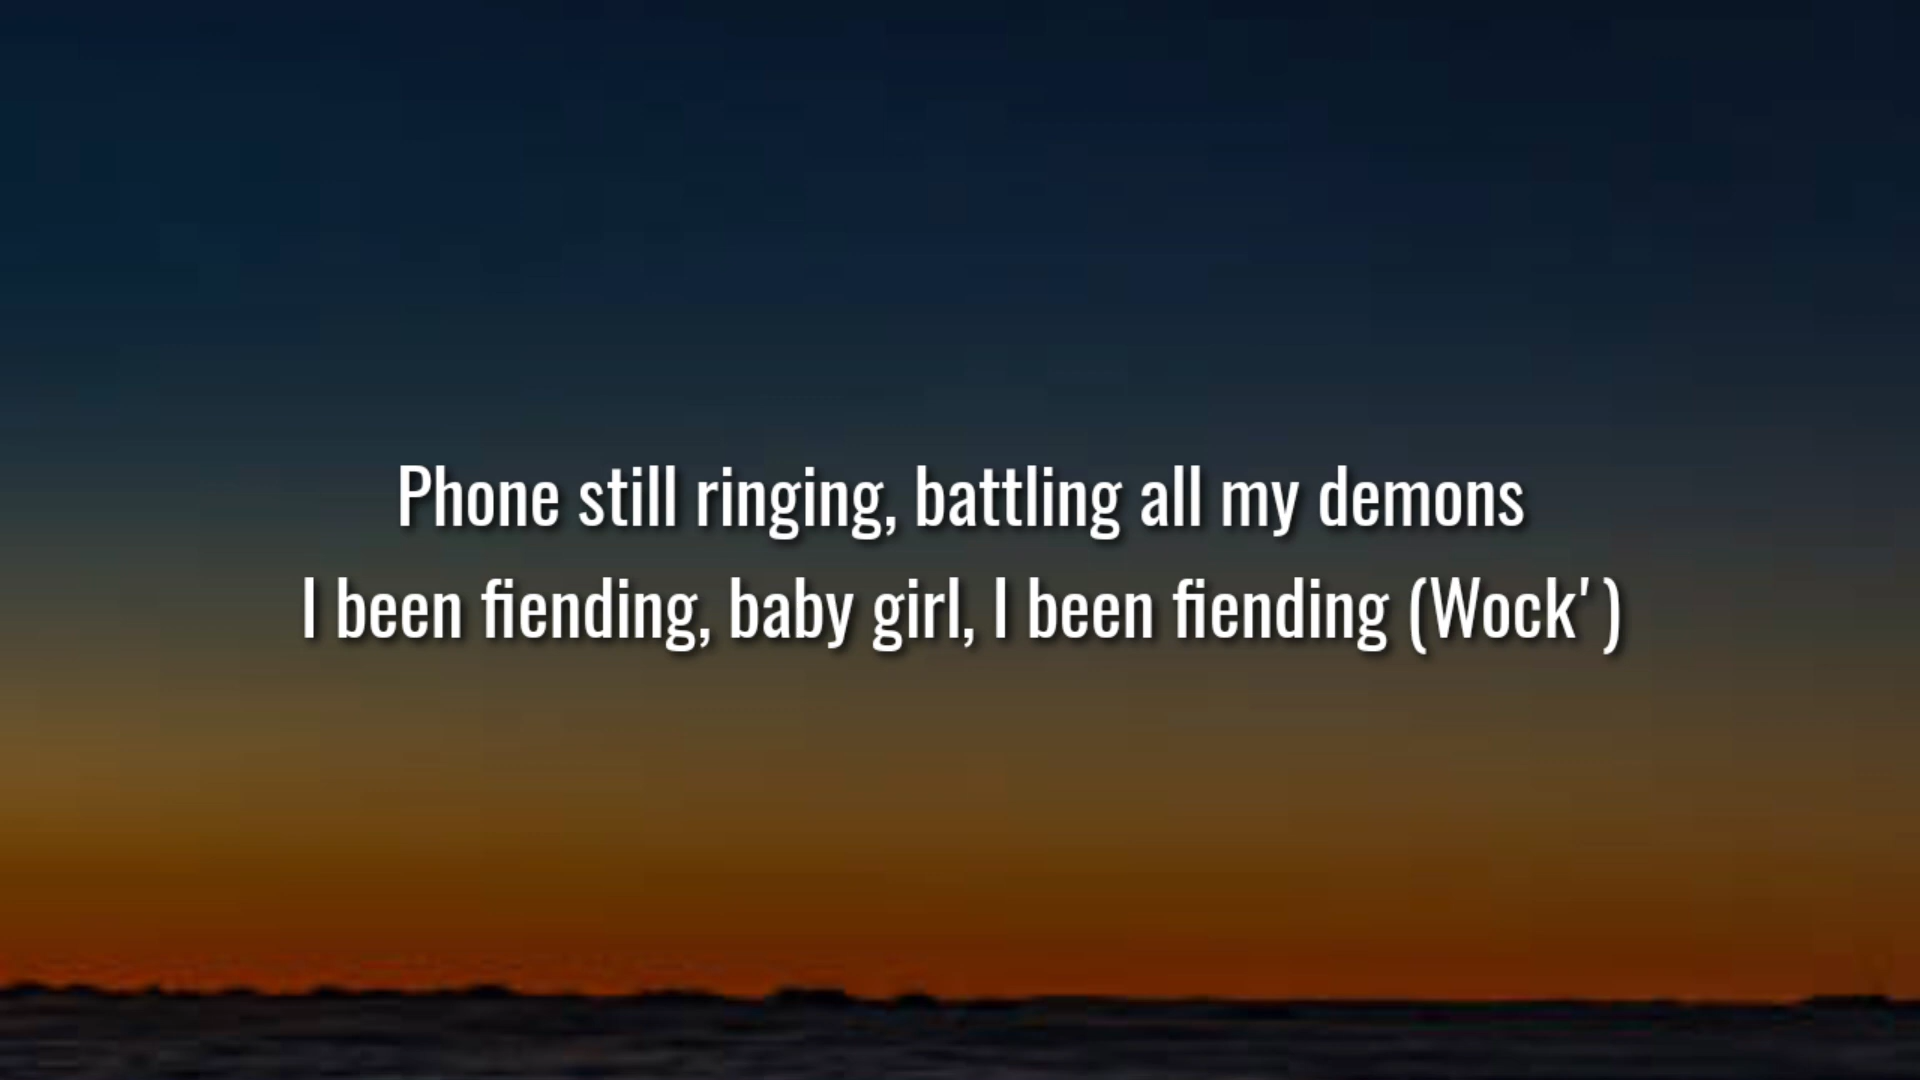 Phone still ringing, battling all my demons
I been fiending, baby girl, I been fiending (Wock' )